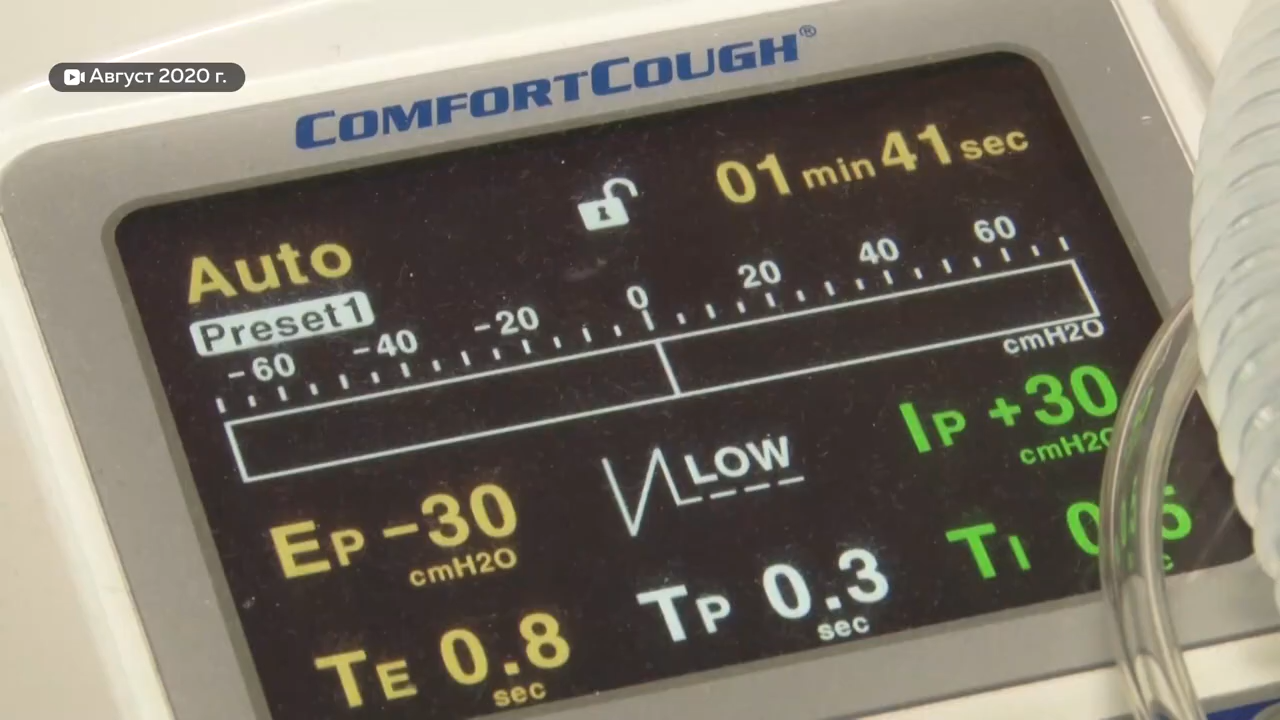 Август 2020 г.
COMFORTCOUGH®
01 min 41 sec
Auto
Preset1
-60 -40 -20 0 20 40 60
cmH2O
IP +30
cmH2O
LOW
EP -30
cmH2O
TI
TP 0.3
sec
TE 0.8
sec